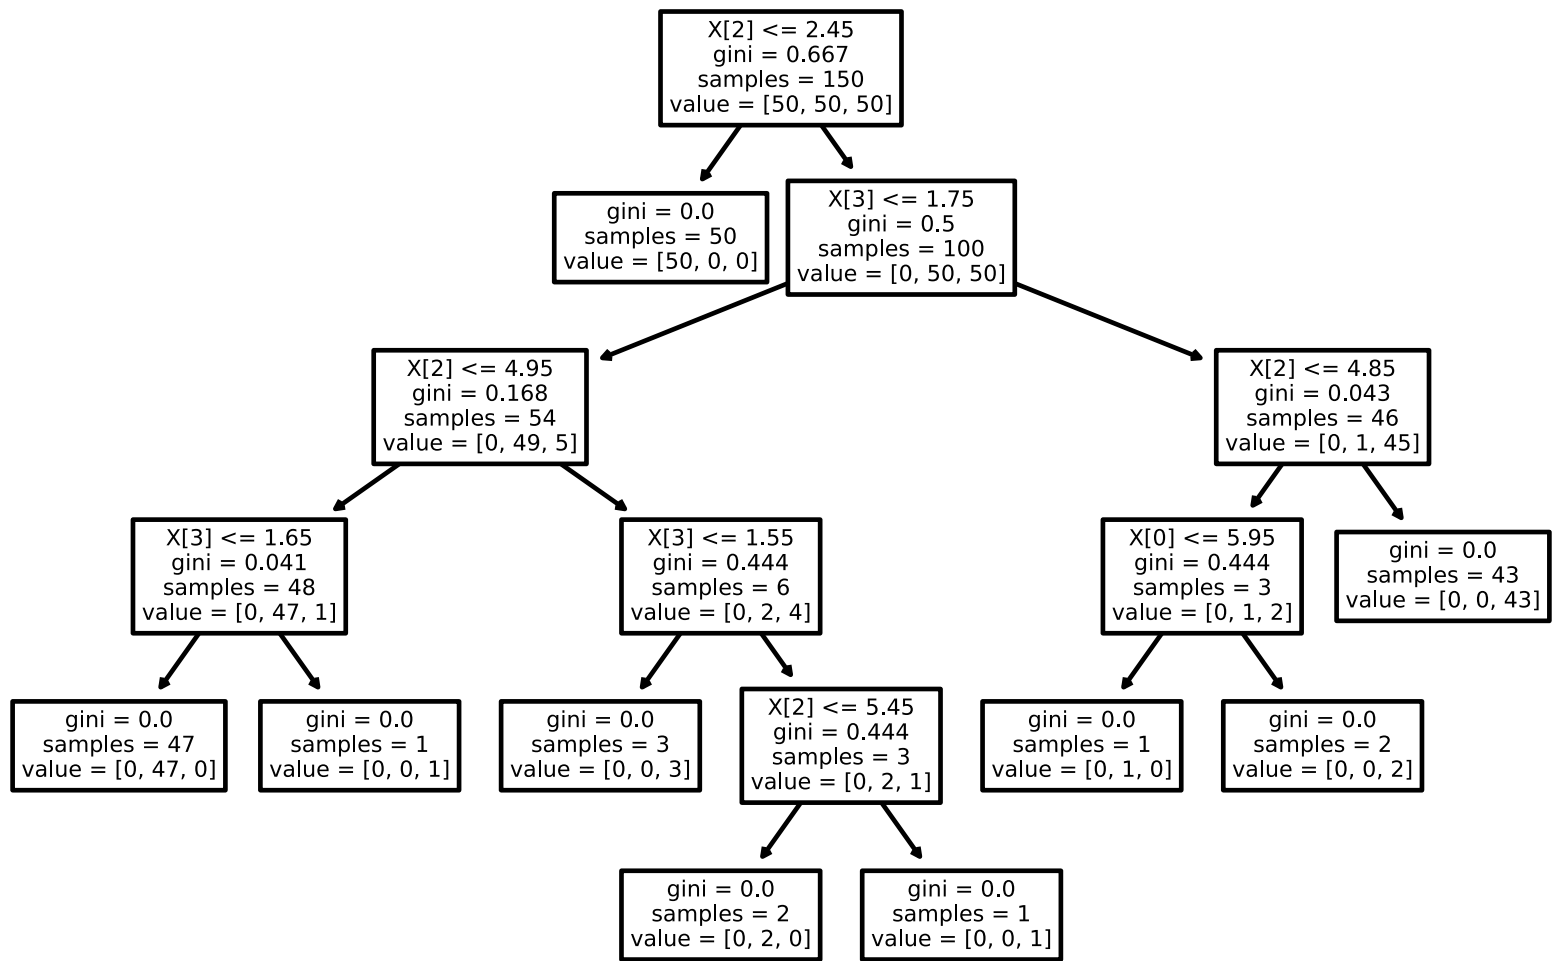 X[2] <= 2.45
gini = 0.667
samples = 150
value = [50, 50, 50]
gini = 0.0
samples = 50
value = [50, 0, 0]
X[3] <= 1.75
gini = 0.5
samples = 100
value = [0, 50, 50]
X[2] <= 4.95
gini = 0.168
samples = 54
value = [0, 49, 5]
X[2] <= 4.85
gini = 0.043
samples = 46
value = [0, 1, 45]
X[3] <= 1.65
gini = 0.041
samples = 48
value = [0, 47, 1]
X[3] <= 1.55
gini = 0.444
samples = 6
value = [0, 2, 4]
X[0] <= 5.95
gini = 0.444
samples = 3
value = [0, 1, 2]
gini = 0.0
samples = 43
value = [0, 0, 43]
gini = 0.0
samples = 47
value = [0, 47, 0]
gini = 0.0
samples = 1
value = [0, 0, 1]
gini = 0.0
samples = 3
value = [0, 0, 3]
X[2] <= 5.45
gini = 0.444
samples = 3
value = [0, 2, 1]
gini = 0.0
samples = 1
value = [0, 1, 0]
gini = 0.0
samples = 2
value = [0, 0, 2]
gini = 0.0
samples = 2
value = [0, 2, 0]
gini = 0.0
samples = 1
value = [0, 0, 1]